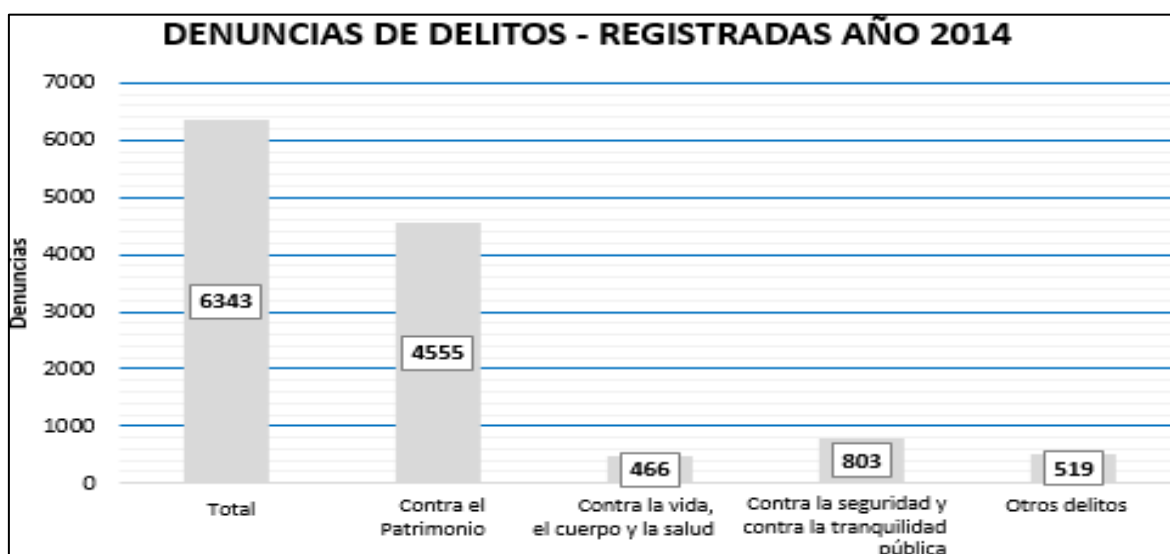 DENUNCIAS DE DELITOS - REGISTRADAS AÑO 2014
7000
6000
5000
4000
3000
2000
1000
0
Denuncias
6343
4555
466
803
519
Total
Contra el
Patrimonio
Contra la vida,
el cuerpo y la salud
Contra la seguridad y
contra la tranquilidad
pública
Otros delitos